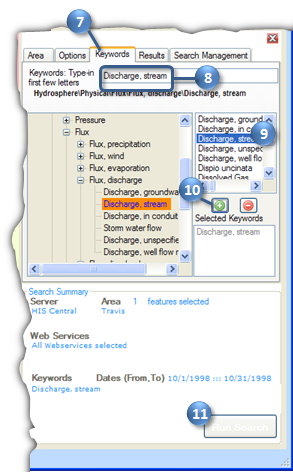 7
Area Options Keywords Results Search Management
Keywords: Type-in
first few letters
Discharge, stream
8
Hydrosphere\Physical\Flux\Flux, discharge\Discharge, stream
Pressure
Flux
Flux, precipitation
Flux, wind
Flux, evaporation
Flux, discharge
Discharge, groundwa
Discharge, stream
Discharge, in conduit
Storm water flow
Discharge, unspecifie
Discharge, well flow r
Discharge, ground
Discharge, in c
Discharge, stre
9
Discharge, unspec
Discharge, well flo
Dispio uncinata
Dissolved Gas
10
Selected Keywords
Discharge, stream
Search Summary
Server Area 1 features selected
HIS Central Travis
Web Services
All Webservices selected
Keywords Dates (From,To) 10/1/1998 ::: 10/31/1998
Discharge, stream
11
Run Search